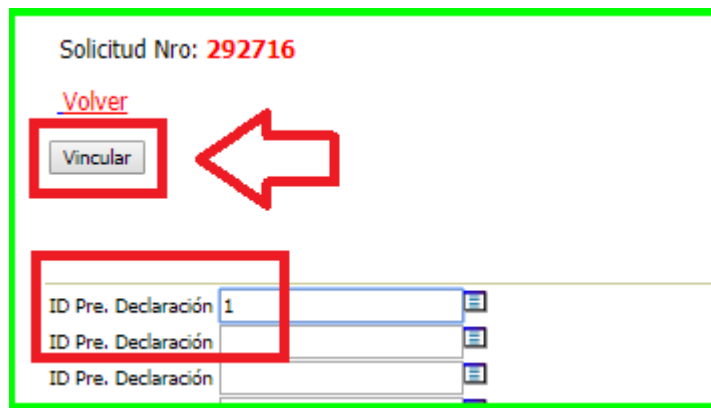 Solicitud Nro: 292716
Volver
Vincular
ID Pre. Declaración 1
ID Pre. Declaración
ID Pre. Declaración